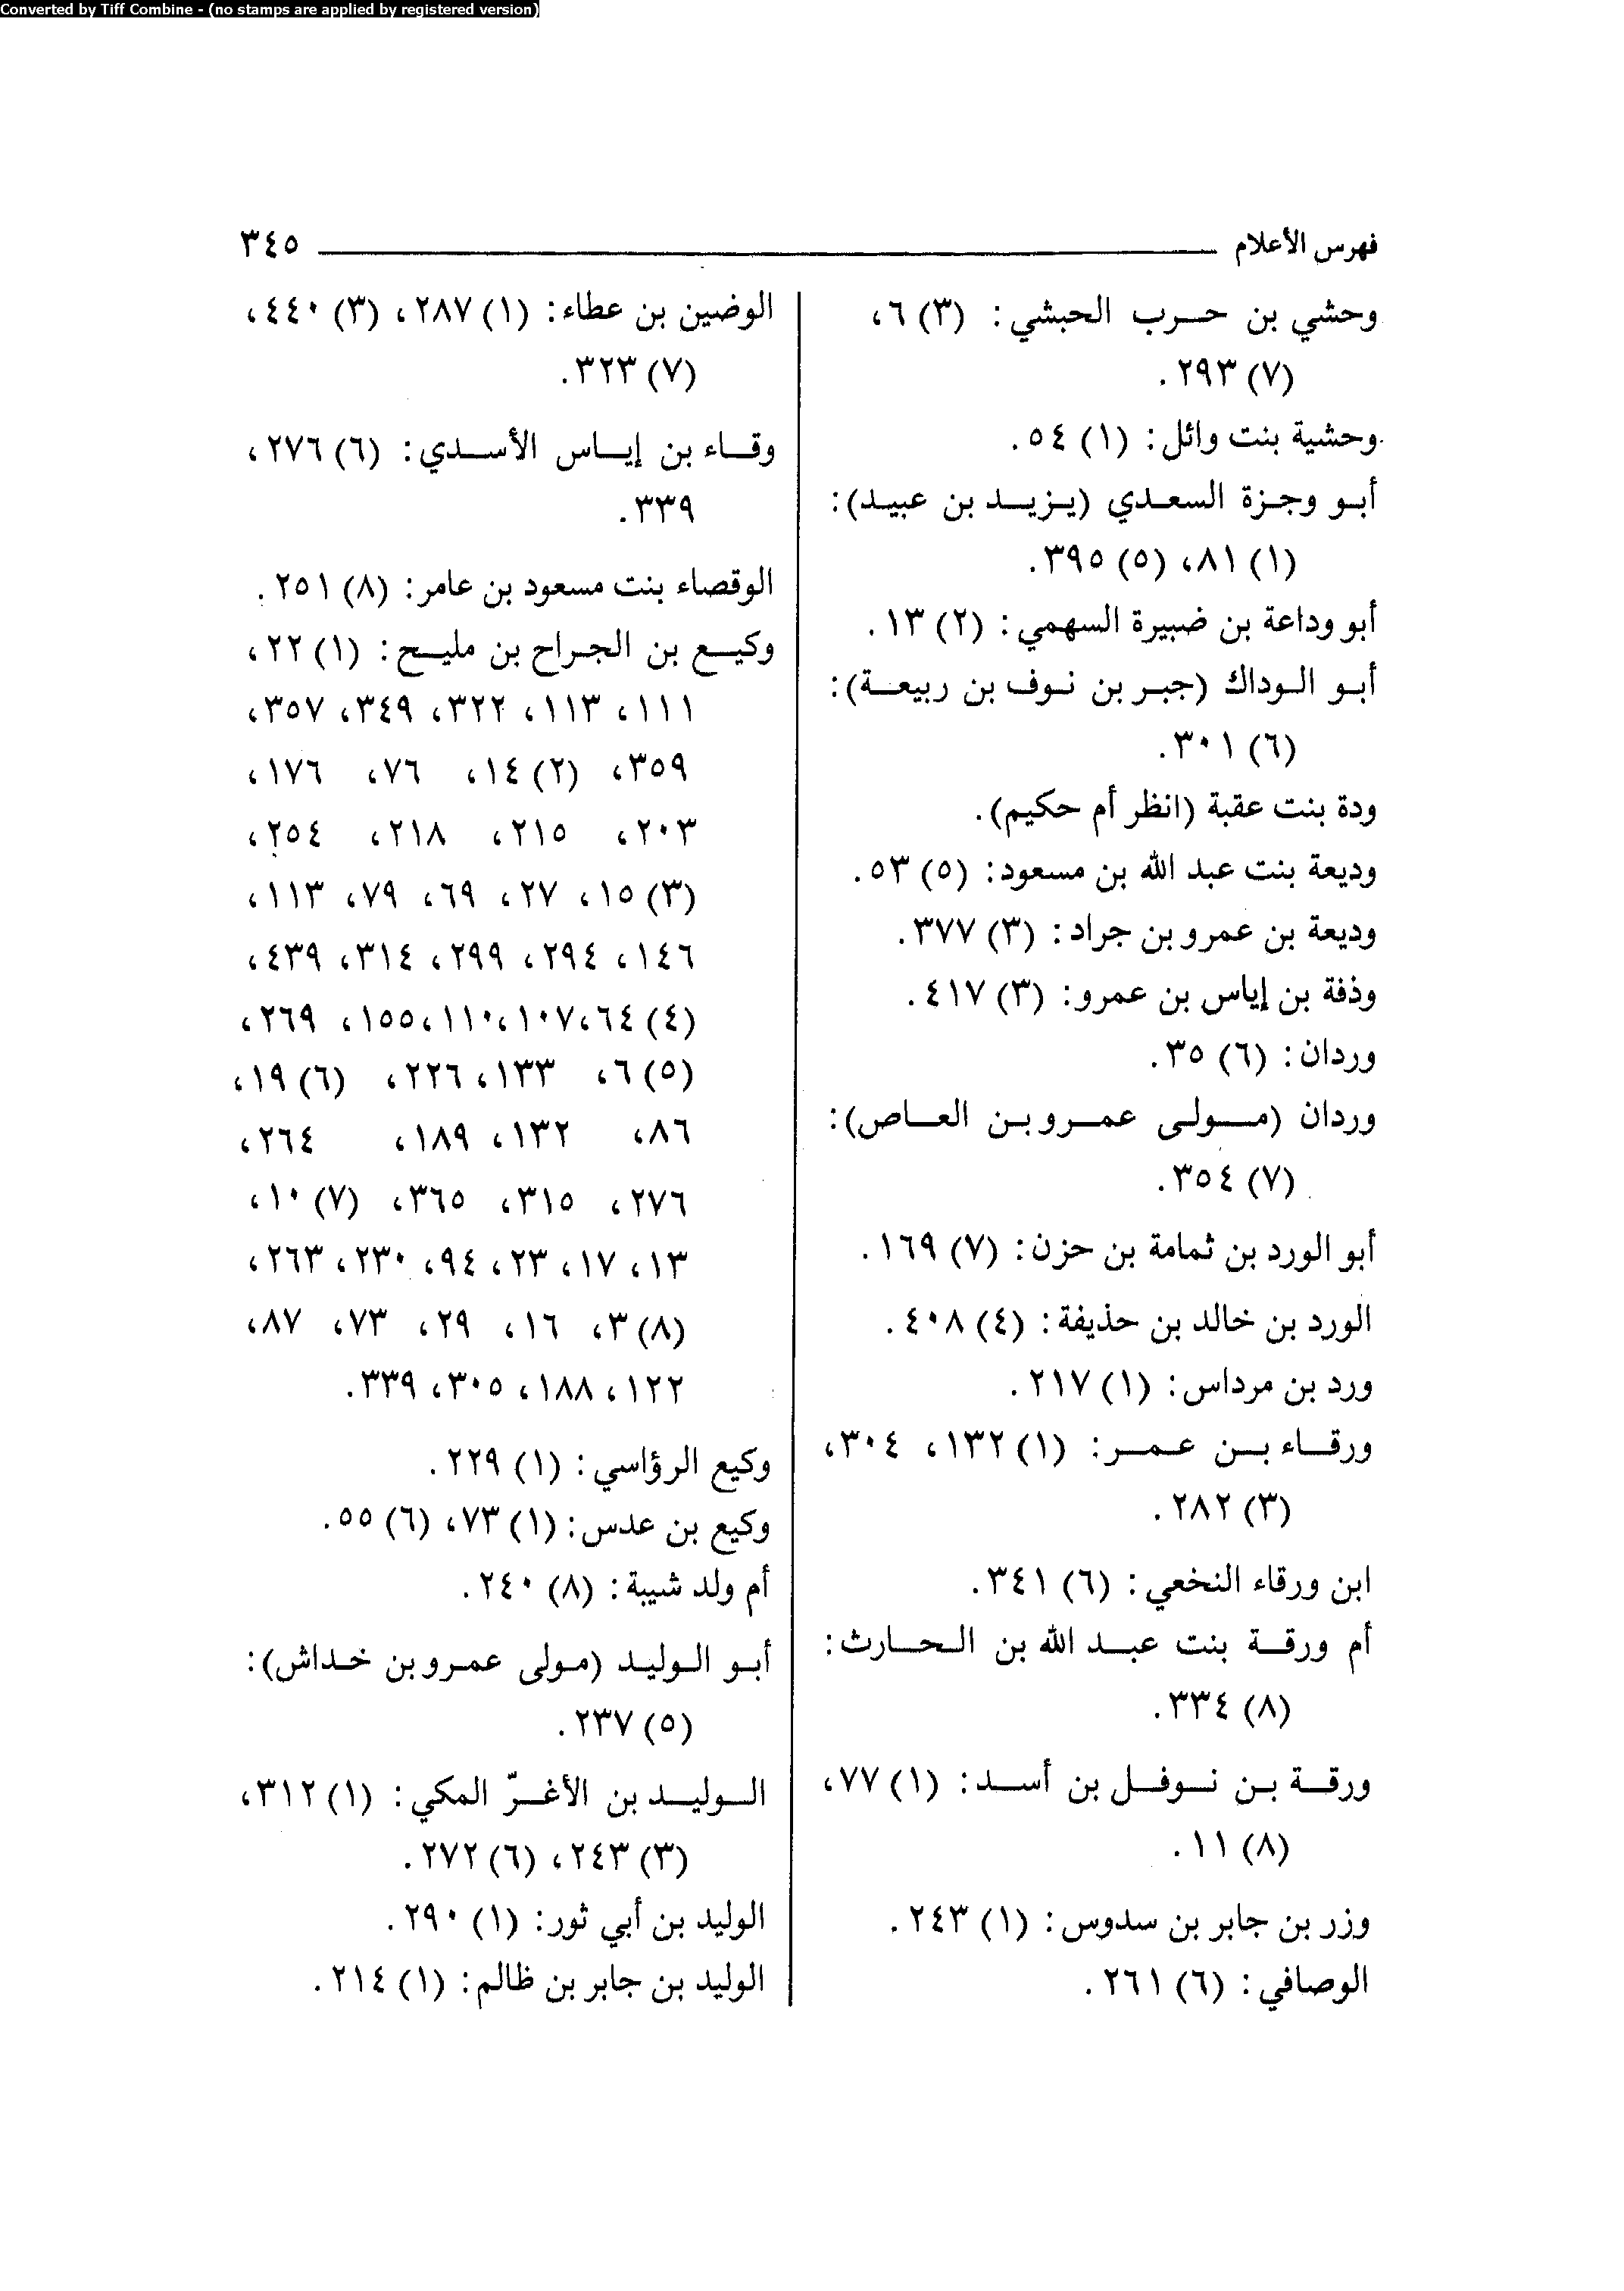 Converted by Tiff Combine - (no stamps are applied by registered version)
فهرس الأعلام ٣٤٥
وحشي بن حرب الحبشي: (٣) ٦،
(٧) ٢٩٣.
وحشية بنت وائل: (١) ٥٤.
أبو وجزة السعدي (يزيد بن عبيد):
(١) ٨١، (٥) ٣٩٥.
أبو وداعة بن ضبيرة السهمي: (٢) ١٣.
أبو الوداك (جبر بن نوف بن ربيعة):
(٦) ٣٠١.
ودة بنت عقبة (انظر أم حكيم).
وديعة بنت عبد الله بن مسعود: (٥) ٥٣.
وديعة بن عمرو بن جراد: (٣) ٣٧٧.
وذفة بن إياس بن عمرو: (٣) ٤١٧.
وردان: (٦) ٣٥.
وردان (مولى عمرو بن العاص):
(٧) ٣٥٤.
أبو الورد بن ثمامة بن حزن: (٧) ١٦٩.
الورد بن خالد بن حذيفة: (٤) ٤٠٨.
ورد بن مرداس: (١) ٢١٧.
ورقاء بن عمر: (١) ١٣٢، ٣٠٤،
(٣) ٢٨٢.
ابن ورقاء النخعي: (٦) ٣٤١.
أم ورقة بنت عبد الله بن الحارث:
(٨) ٣٣٤.
ورقة بن نوفل بن أسد: (١) ٧٧،
(٨) ١١.
وزر بن جابر بن سدوس: (١) ٢٤٣.
الوصافي: (٦) ٢٦١.
الوضين بن عطاء: (١) ٢٨٧، (٣) ٤٤٠،
(٧) ٣٢٣.
وقاء بن إياس الأسدي: (٦) ٢٧٦،
٣٣٩.
الوقصاء بنت مسعود بن عامر: (٨) ٢٥١.
وكيع بن الجراح بن مليح: (١) ٢٢،
١١١، ١١٣، ٣٢٢، ٣٤٩، ٣٥٧،
٣٥٩، (٢) ١٤، ٧٦، ١٧٦،
٢٠٣، ٢١٥، ٢١٨، ٢٥٤،
(٣) ١٥، ٢٧، ٦٩، ٧٩، ١١٣،
١٤٦، ٢٩٤، ٢٩٩، ٣١٤، ٤٣٩،
(٤) ٦٤، ١٠٧، ١١٠، ١٥٥، ٢٦٩،
(٥) ٦، ١٣٣، ٢٢٦، (٦) ١٩،
٨٦، ١٣٢، ١٨٩، ٢٦٤،
٢٧٦، ٣١٥، ٣٦٥، (٧) ١٠،
١٣، ١٧، ٢٣، ٩٤، ٢٣٠، ٢٦٣،
(٨) ٣، ١٦، ٢٩، ٧٣، ٨٧،
١٢٢، ١٨٨، ٣٠٥، ٣٣٩.
وكيع الرؤاسي: (١) ٢٢٩.
وكيع بن عدس: (١) ٧٣، (٦) ٥٥.
أم ولد شيبة: (٨) ٢٤٠.
أبو الوليد (مولى عمرو بن خداش):
(٥) ٢٣٧.
الوليد بن الأغرّ المكي: (١) ٣١٢،
(٣) ٢٤٣، (٦) ٢٧٢.
الوليد بن أبي ثور: (١) ٢٩٠.
الوليد بن جابر بن ظالم: (١) ٢١٤.